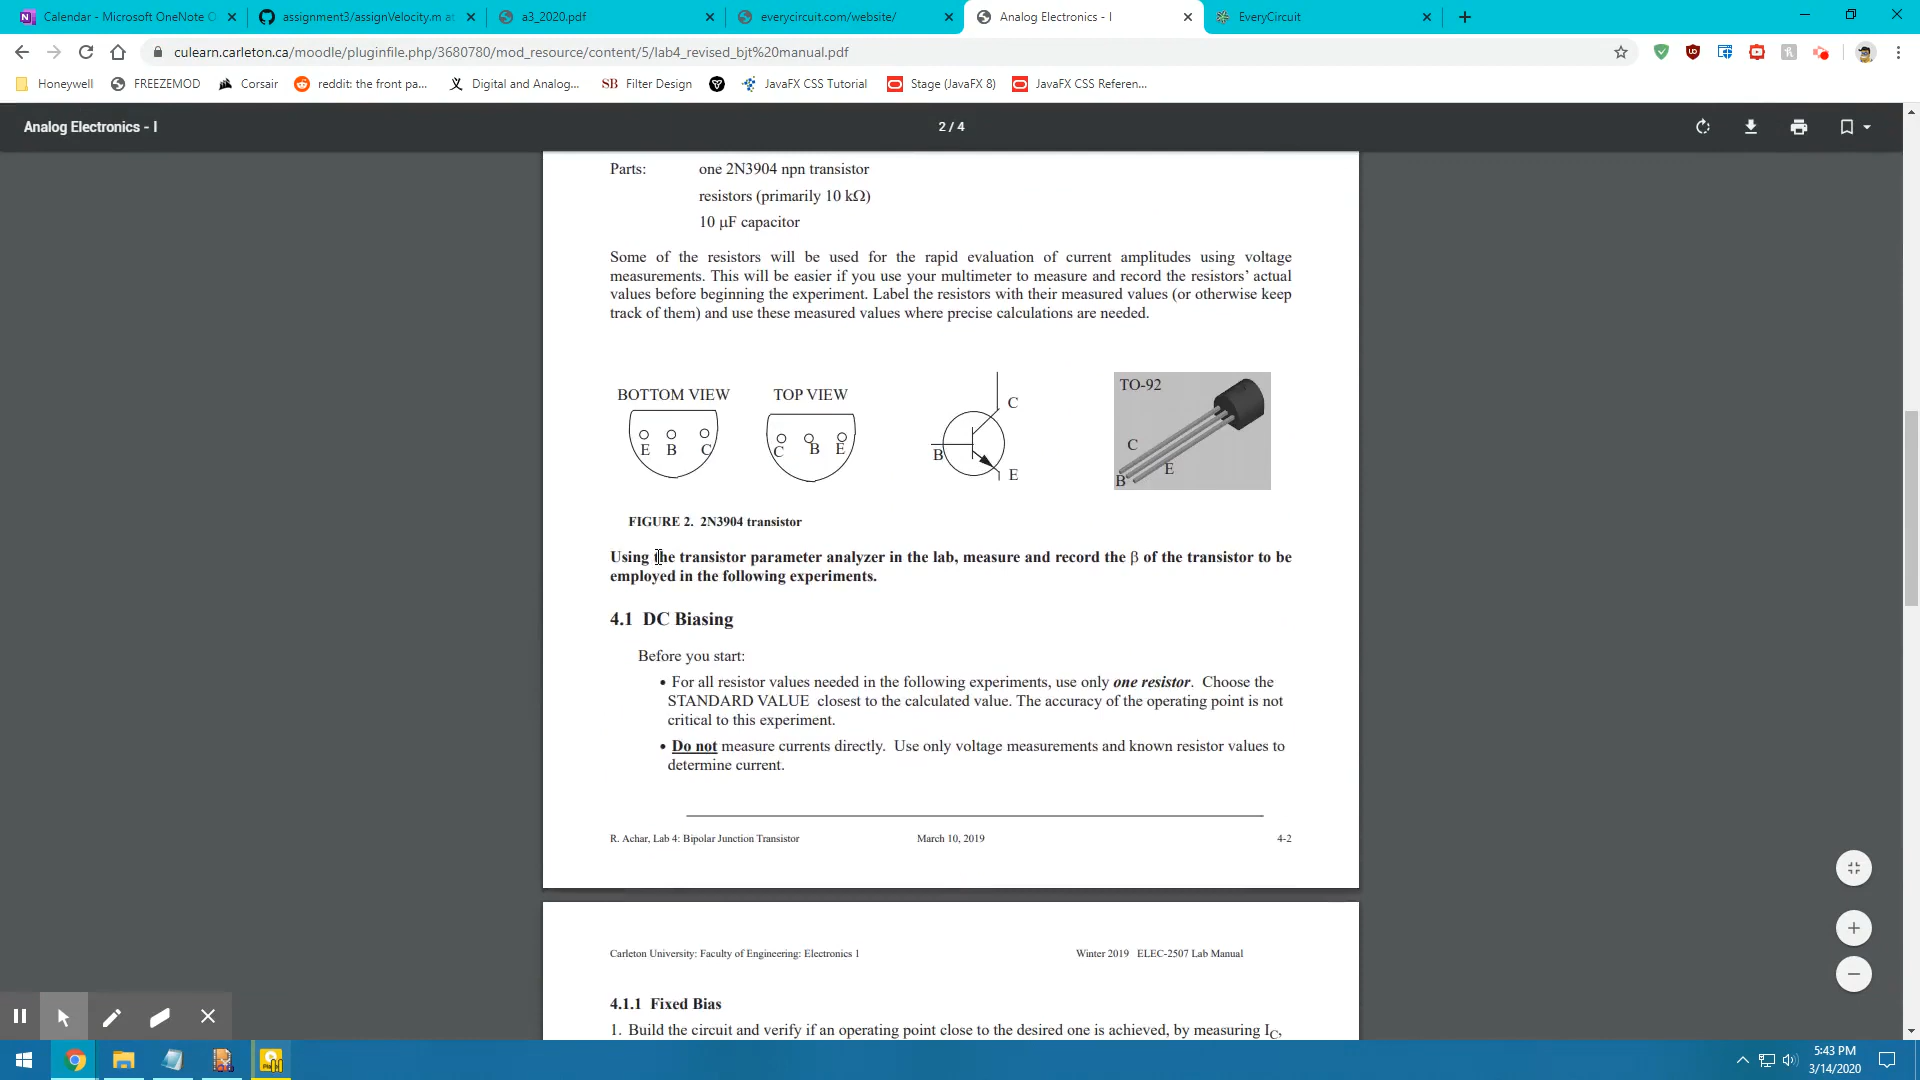 Calendar - Microsoft OneNote O
assignment3/assignVelocity.m at
a3_2020.pdf
everycircuit.com/website/
Analog Electronics - I
EveryCircuit
culearn.carleton.ca/moodle/pluginfile.php/3680780/mod_resource/content/5/lab4_revised_bjt%20manual.pdf
Honeywell
FREEZEMOD
Corsair
reddit: the front pa...
Digital and Analog...
SB Filter Design
JavaFX CSS Tutorial
Stage (JavaFX 8)
JavaFX CSS Referen...
Analog Electronics - I
2 / 4
Parts: one 2N3904 npn transistor
resistors (primarily 10 kΩ)
10 μF capacitor
Some of the resistors will be used for the rapid evaluation of current amplitudes using voltage
measurements. This will be easier if you use your multimeter to measure and record the resistors’ actual
values before beginning the experiment. Label the resistors with their measured values (or otherwise keep
track of them) and use these measured values where precise calculations are needed.
BOTTOM VIEW
E B C
TOP VIEW
C B E
C
B
E
TO-92
C
E
B
FIGURE 2. 2N3904 transistor
Using the transistor parameter analyzer in the lab, measure and record the β of the transistor to be
employed in the following experiments.
4.1 DC Biasing
Before you start:
• For all resistor values needed in the following experiments, use only one resistor. Choose the
STANDARD VALUE closest to the calculated value. The accuracy of the operating point is not
critical to this experiment.
• Do not measure currents directly. Use only voltage measurements and known resistor values to
determine current.
R. Achar, Lab 4: Bipolar Junction Transistor
March 10, 2019
4-2
Carleton University: Faculty of Engineering: Electronics 1
Winter 2019 ELEC-2507 Lab Manual
4.1.1 Fixed Bias
1. Build the circuit and verify if an operating point close to the desired one is achieved, by measuring IC,
5:43 PM
3/14/2020